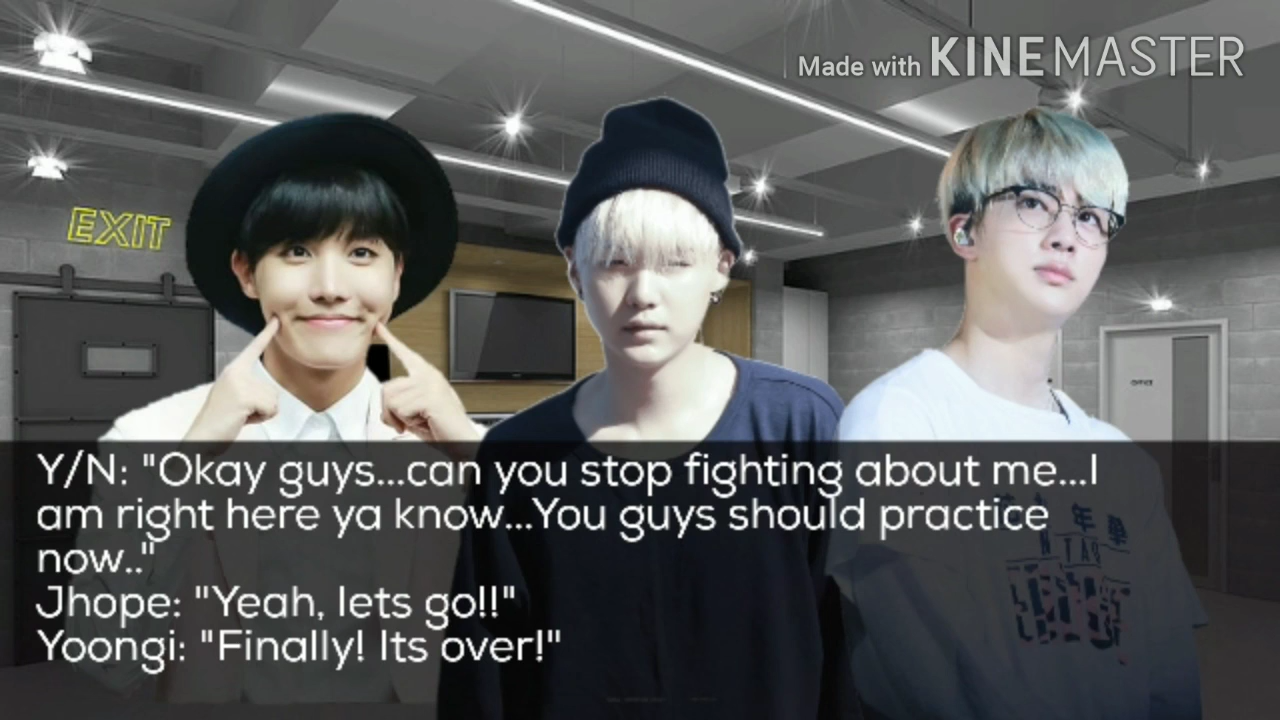 Made with KINEMASTER
EXIT
Y/N: "Okay guys...can you stop fighting about me...I
am right here ya know...You guys should practice
now.."
Jhope: "Yeah, lets go!!"
Yoongi: "Finally! Its over!"